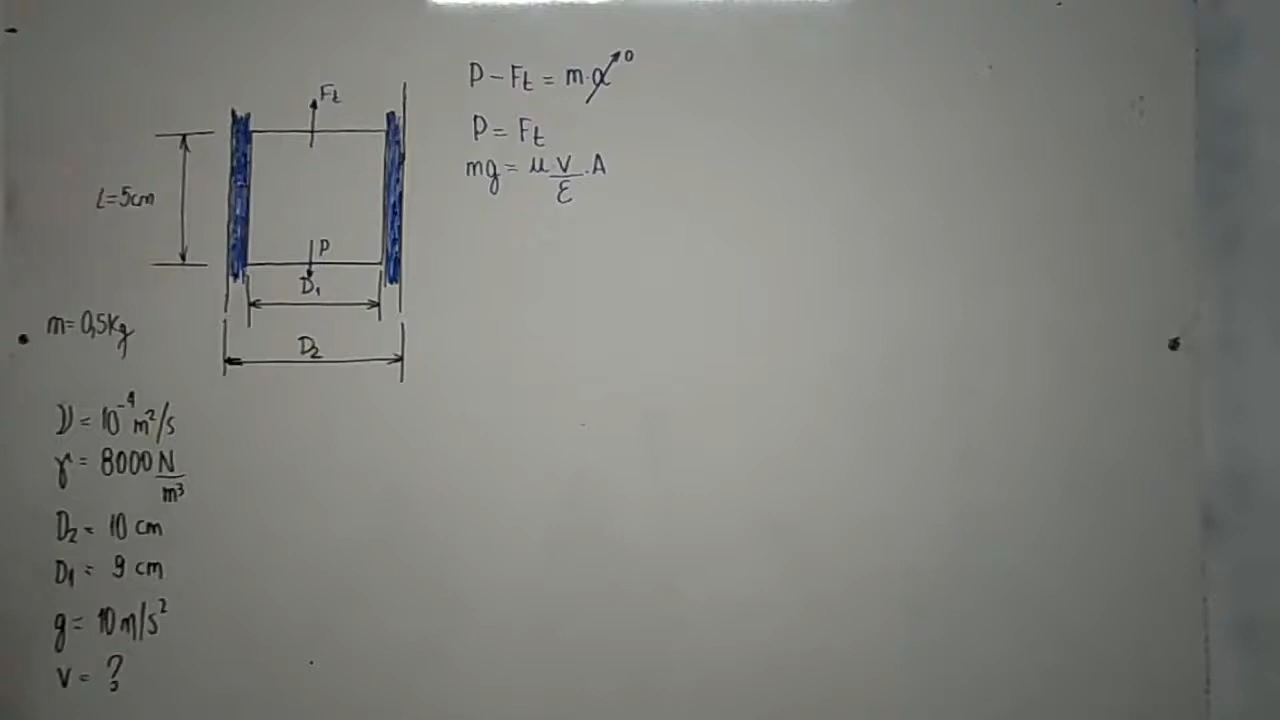 P – Ft = m·a⁰
P = Ft
mg = μ v/ε . A
Ft
L=5cm
P
D₁
D₂
m= 0,5Kg
ν = 10⁻⁴ m²/s
γ = 8000 N/m³
D₂ = 10 cm
D₁ = 9 cm
g = 10 m/s²
v = ?